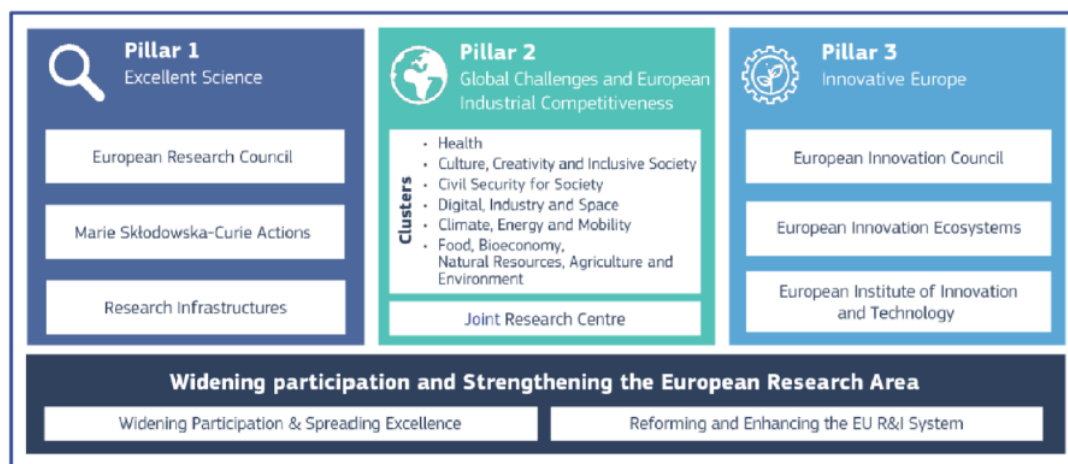 Pillar 1
Excellent Science
European Research Council
Marie Skłodowska-Curie Actions
Research Infrastructures
Pillar 2
Global Challenges and European
Industrial Competitiveness
Clusters
• Health
• Culture, Creativity and Inclusive Society
• Civil Security for Society
• Digital, Industry and Space
• Climate, Energy and Mobility
• Food, Bioeconomy,
Natural Resources, Agriculture and
Environment
Joint Research Centre
Pillar 3
Innovative Europe
European Innovation Council
European Innovation Ecosystems
European Institute of Innovation
and Technology
Widening participation and Strengthening the European Research Area
Widening Participation & Spreading Excellence
Reforming and Enhancing the EU R&I System